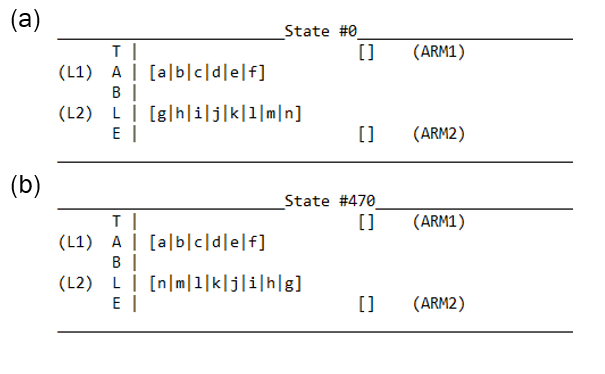 (a)
State #0
T | [] (ARM1)
(L1) A | [a|b|c|d|e|f]
B |
(L2) L | [g|h|i|j|k|l|m|n]
E | [] (ARM2)
(b)
State #470
T | [] (ARM1)
(L1) A | [a|b|c|d|e|f]
B |
(L2) L | [n|m|l|k|j|i|h|g]
E | [] (ARM2)